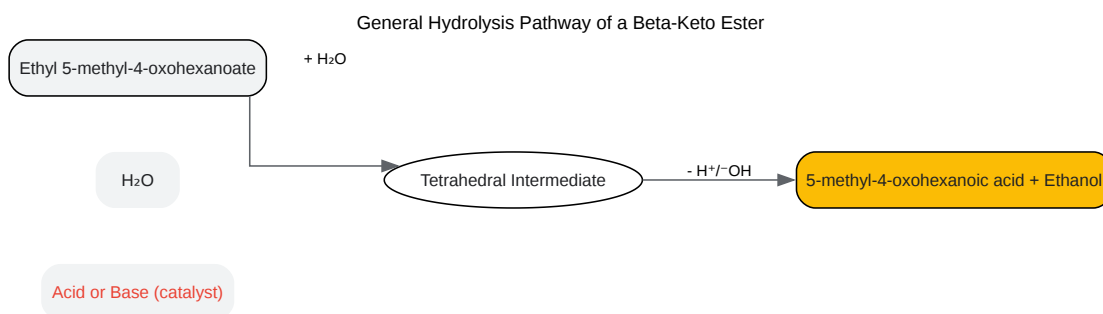 General Hydrolysis Pathway of a Beta-Keto Ester
Ethyl 5-methyl-4-oxohexanoate
+ H₂O
H₂O
Tetrahedral Intermediate
- H⁺/⁻OH
5-methyl-4-oxohexanoic acid + Ethanol
Acid or Base (catalyst)